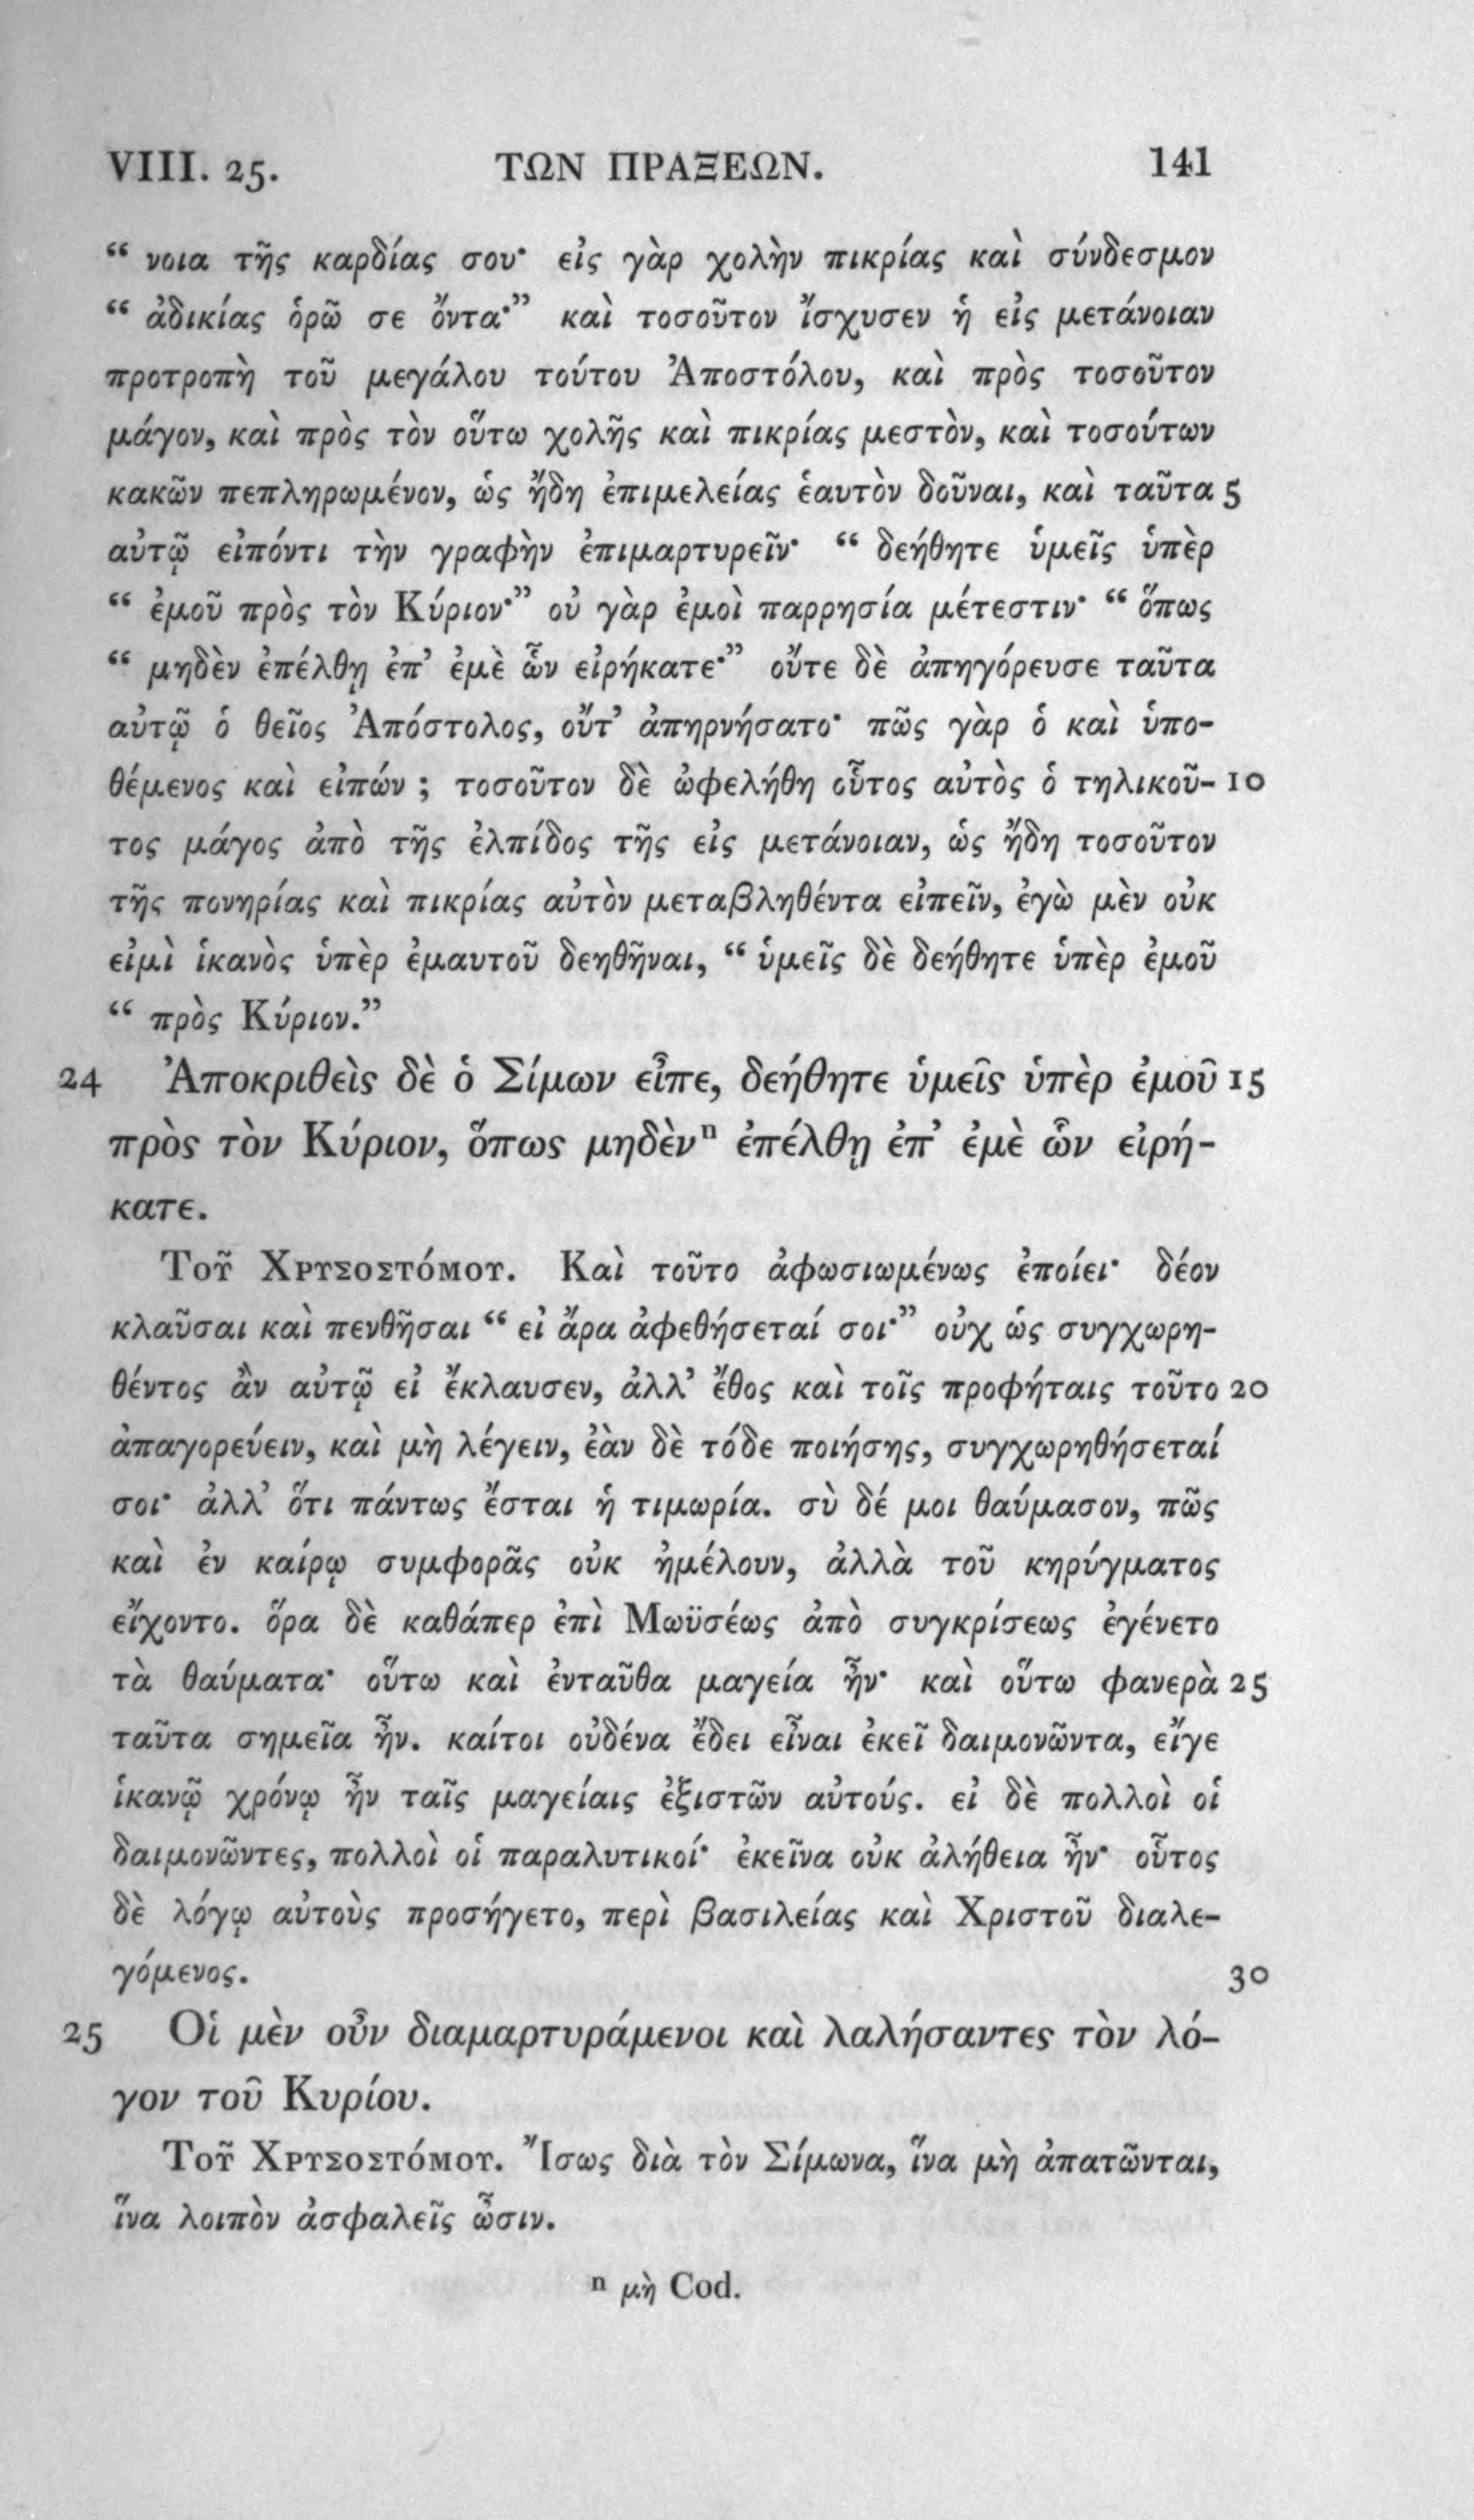 VIII. 25. ΤΩΝ ΠΡΑΞΕΩΝ. 141
“ νοια τῆς καρδίας σου· εἰς γὰρ χολὴν πικρίας καὶ σύνδεσμον
“ ἀδικίας ὁρῶ σε ὄντα·” καὶ τοσοῦτον ἴσχυσεν ἡ εἰς μετάνοιαν
προτροπὴ τοῦ μεγάλου τούτου Ἀποστόλου, καὶ πρὸς τοσοῦτον
μάγον, καὶ πρὸς τὸν οὕτω χολῆς καὶ πικρίας μεστὸν, καὶ τοσούτων
κακῶν πεπληρωμένον, ὡς ἤδη ἐπιμελείας ἑαυτὸν δοῦναι, καὶ ταῦτα 5
αὐτῷ εἰπόντι τὴν γραφὴν ἐπιμαρτυρεῖν· “ δεήθητε ὑμεῖς ὑπὲρ
“ ἐμοῦ πρὸς τὸν Κύριον·” οὐ γὰρ ἐμοὶ παρρησία μέτεστιν· “ ὅπως
“ μηδὲν ἐπέλθῃ ἐπ’ ἐμὲ ὧν εἰρήκατε·” οὔτε δὲ ἀπηγόρευσε ταῦτα
αὐτῷ ὁ θεῖος Ἀπόστολος, οὔτ’ ἀπηρνήσατο· πῶς γὰρ ὁ καὶ ὑπο-
θέμενος καὶ εἰπών ; τοσοῦτον δὲ ὠφελήθη οὗτος αὐτὸς ὁ τηλικοῦ- 10
τος μάγος ἀπὸ τῆς ἐλπίδος τῆς εἰς μετάνοιαν, ὡς ἤδη τοσοῦτον
τῆς πονηρίας καὶ πικρίας αὐτὸν μεταβληθέντα εἰπεῖν, ἐγὼ μὲν οὐκ
εἰμὶ ἱκανὸς ὑπὲρ ἐμαυτοῦ δεηθῆναι, “ ὑμεῖς δὲ δεήθητε ὑπὲρ ἐμοῦ
“ πρὸς Κύριον.”
24 Ἀποκριθεὶς δὲ ὁ Σίμων εἶπε, δεήθητε ὑμεῖς ὑπὲρ ἐμοῦ 15
πρὸς τὸν Κύριον, ὅπως μηδὲνⁿ ἐπέλθῃ ἐπ’ ἐμὲ ὧν εἰρή-
κατε.
Τοῦ Χρυσοστόμου. Καὶ τοῦτο ἀφωσιωμένως ἐποίει· δέον
κλαῦσαι καὶ πενθῆσαι “ εἰ ἄρα ἀφεθήσεταί σοι·” οὐχ ὡς συγχωρη-
θέντος ἂν αὐτῷ εἰ ἔκλαυσεν, ἀλλ’ ἔθος καὶ τοῖς προφήταις τοῦτο 20
ἀπαγορεύειν, καὶ μὴ λέγειν, ἐὰν δὲ τόδε ποιήσης, συγχωρηθήσεταί
σοι· ἀλλ’ ὅτι πάντως ἔσται ἡ τιμωρία. σὺ δέ μοι θαύμασον, πῶς
καὶ ἐν καίρῳ συμφορᾶς οὐκ ἠμέλουν, ἀλλὰ τοῦ κηρύγματος
εἴχοντο. ὅρα δὲ καθάπερ ἐπὶ Μωϋσέως ἀπὸ συγκρίσεως ἐγένετο
τὰ θαύματα· οὕτω καὶ ἐνταῦθα μαγεία ἦν· καὶ οὕτω φανερὰ 25
ταῦτα σημεῖα ἦν. καίτοι οὐδένα ἔδει εἶναι ἐκεῖ δαιμονῶντα, εἴγε
ἱκανῷ χρόνῳ ἦν ταῖς μαγείαις ἐξιστῶν αὐτούς. εἰ δὲ πολλοὶ οἱ
δαιμονῶντες, πολλοὶ οἱ παραλυτικοί· ἐκεῖνα οὐκ ἀλήθεια ἦν· οὗτος
δὲ λόγῳ αὐτοὺς προσήγετο, περὶ βασιλείας καὶ Χριστοῦ διαλε-
γόμενος. 30
25 Οἱ μὲν οὖν διαμαρτυράμενοι καὶ λαλήσαντες τὸν λό-
γον τοῦ Κυρίου.
Τοῦ Χρυσοστόμου. Ἴσως διὰ τὸν Σίμωνα, ἵνα μὴ ἀπατῶνται,
ἵνα λοιπὸν ἀσφαλεῖς ὦσιν.
ⁿ μὴ Cod.